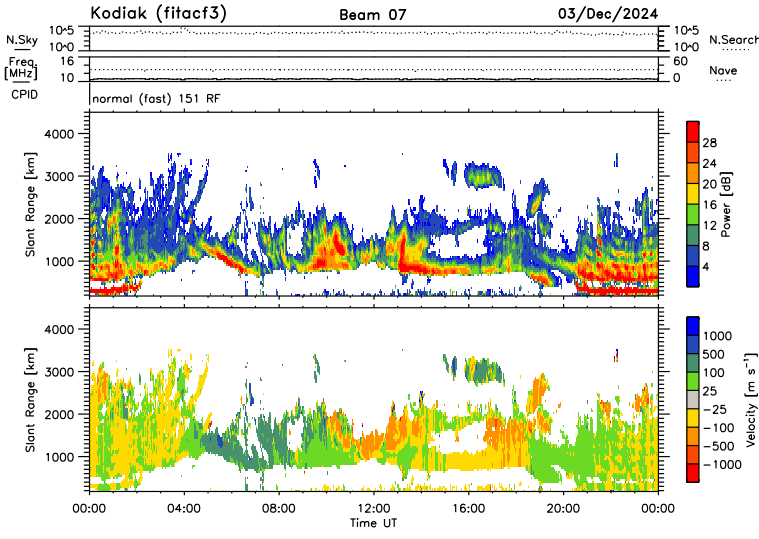 Kodiak (fitacf3) Beam 07 03/Dec/2024
N.Sky 10^5 10^0 10^5 10^0 N.Search
Freq. [MHz] 16 10 60 0 Nave
CPID normal (fast) 151 RF
Slant Range [km]
4000
3000
2000
1000
28
24
20
16
12
8
4
Power [dB]
Slant Range [km]
4000
3000
2000
1000
1000
500
100
25
-25
-100
-500
-1000
Velocity [m s^-1]
00:00 04:00 08:00 12:00 16:00 20:00 00:00
Time UT